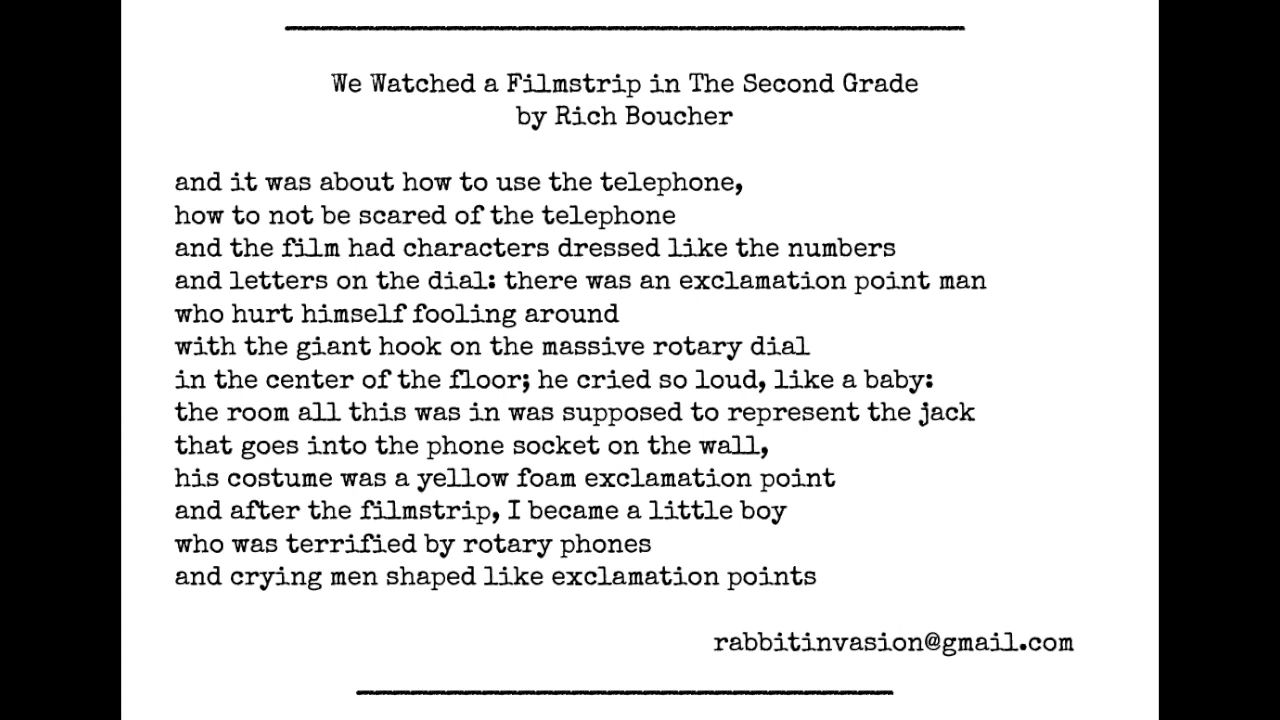 We Watched a Filmstrip in The Second Grade
by Rich Boucher
and it was about how to use the telephone,
how to not be scared of the telephone
and the film had characters dressed like the numbers
and letters on the dial: there was an exclamation point man
who hurt himself fooling around
with the giant hook on the massive rotary dial
in the center of the floor; he cried so loud, like a baby:
the room all this was in was supposed to represent the jack
that goes into the phone socket on the wall,
his costume was a yellow foam exclamation point
and after the filmstrip, I became a little boy
who was terrified by rotary phones
and crying men shaped like exclamation points
rabbitinvasion@gmail.com